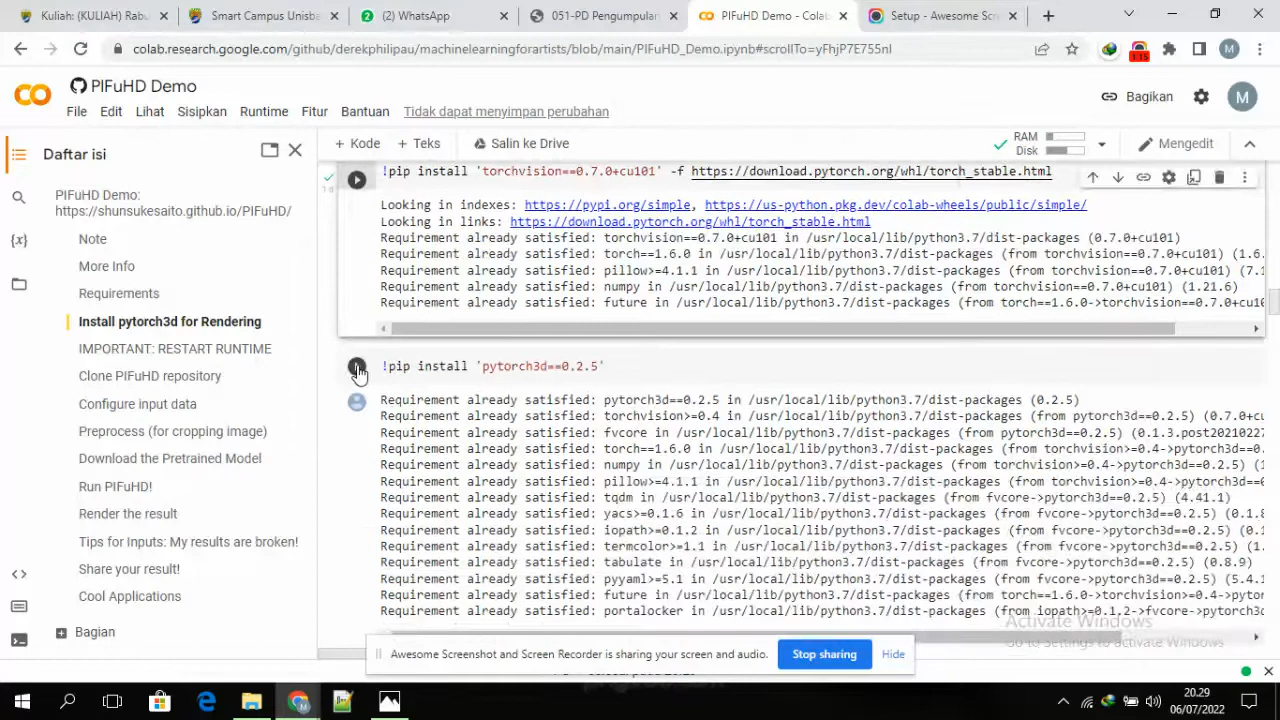 Kuliah: (KULIAH) Rabu
Smart Campus Unisba
(2) WhatsApp
051-PD Pengumpulan
PIFuHD Demo - Colab
Setup - Awesome Scr
colab.research.google.com/github/derekphilipau/machinelearningforartists/blob/main/PIFuHD_Demo.ipynb#scrollTo=yFhjP7E755nl
1:15
M
PIFuHD Demo
Bagikan
M
File Edit Lihat Sisipkan Runtime Fitur Bantuan Tidak dapat menyimpan perubahan
Daftar isi
+ Kode + Teks Salin ke Drive
RAM
Disk
Mengedit
PIFuHD Demo:
https://shunsukesaito.github.io/PIFuHD/
Note
More Info
Requirements
Install pytorch3d for Rendering
IMPORTANT: RESTART RUNTIME
Clone PIFuHD repository
Configure input data
Preprocess (for cropping image)
Download the Pretrained Model
Run PIFuHD!
Render the result
Tips for Inputs: My results are broken!
Share your result!
Cool Applications
Bagian
!pip install 'torchvision==0.7.0+cu101' -f https://download.pytorch.org/whl/torch_stable.html
Looking in indexes: https://pypi.org/simple, https://us-python.pkg.dev/colab-wheels/public/simple/
Looking in links: https://download.pytorch.org/whl/torch_stable.html
Requirement already satisfied: torchvision==0.7.0+cu101 in /usr/local/lib/python3.7/dist-packages (0.7.0+cu101)
Requirement already satisfied: torch==1.6.0 in /usr/local/lib/python3.7/dist-packages (from torchvision==0.7.0+cu101) (1.6.
Requirement already satisfied: pillow>=4.1.1 in /usr/local/lib/python3.7/dist-packages (from torchvision==0.7.0+cu101) (7.1
Requirement already satisfied: numpy in /usr/local/lib/python3.7/dist-packages (from torchvision==0.7.0+cu101) (1.21.6)
Requirement already satisfied: future in /usr/local/lib/python3.7/dist-packages (from torch==1.6.0->torchvision==0.7.0+cu10
!pip install 'pytorch3d==0.2.5'
Requirement already satisfied: pytorch3d==0.2.5 in /usr/local/lib/python3.7/dist-packages (0.2.5)
Requirement already satisfied: torchvision>=0.4 in /usr/local/lib/python3.7/dist-packages (from pytorch3d==0.2.5) (0.7.0+cu
Requirement already satisfied: fvcore in /usr/local/lib/python3.7/dist-packages (from pytorch3d==0.2.5) (0.1.3.post20210227
Requirement already satisfied: torch==1.6.0 in /usr/local/lib/python3.7/dist-packages (from torchvision>=0.4->pytorch3d==0.
Requirement already satisfied: numpy in /usr/local/lib/python3.7/dist-packages (from torchvision>=0.4->pytorch3d==0.2.5) (1
Requirement already satisfied: pillow>=4.1.1 in /usr/local/lib/python3.7/dist-packages (from torchvision>=0.4->pytorch3d==0
Requirement already satisfied: tqdm in /usr/local/lib/python3.7/dist-packages (from fvcore->pytorch3d==0.2.5) (4.41.1)
Requirement already satisfied: yacs>=0.1.6 in /usr/local/lib/python3.7/dist-packages (from fvcore->pytorch3d==0.2.5) (0.1.8
Requirement already satisfied: iopath>=0.1.2 in /usr/local/lib/python3.7/dist-packages (from fvcore->pytorch3d==0.2.5) (0.1
Requirement already satisfied: termcolor>=1.1 in /usr/local/lib/python3.7/dist-packages (from fvcore->pytorch3d==0.2.5) (1.
Requirement already satisfied: tabulate in /usr/local/lib/python3.7/dist-packages (from fvcore->pytorch3d==0.2.5) (0.8.9)
Requirement already satisfied: pyyaml>=5.1 in /usr/local/lib/python3.7/dist-packages (from fvcore->pytorch3d==0.2.5) (5.4.1
Requirement already satisfied: future in /usr/local/lib/python3.7/dist-packages (from torch==1.6.0->torchvision>=0.4->py
Requirement already satisfied: portalocker in /usr/local/lib/python3.7/dist-packages (from iopath>=0.1.2->fvcore->pytorch3d
Activate Windows
Go to Settings to activate Windows.
Awesome Screenshot and Screen Recorder is sharing your screen and audio.
Stop sharing
Hide
20.29
06/07/2022